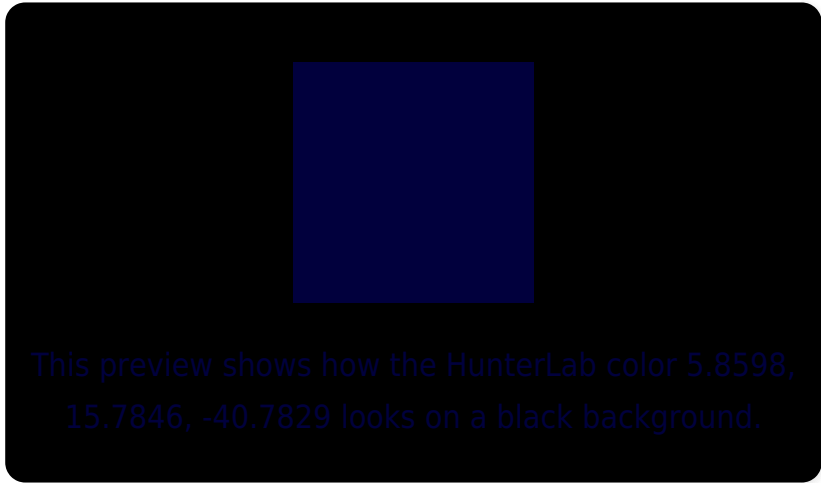 This preview shows how the HunterLab color 5.8598,
15.7846, -40.7829 looks on a black background.